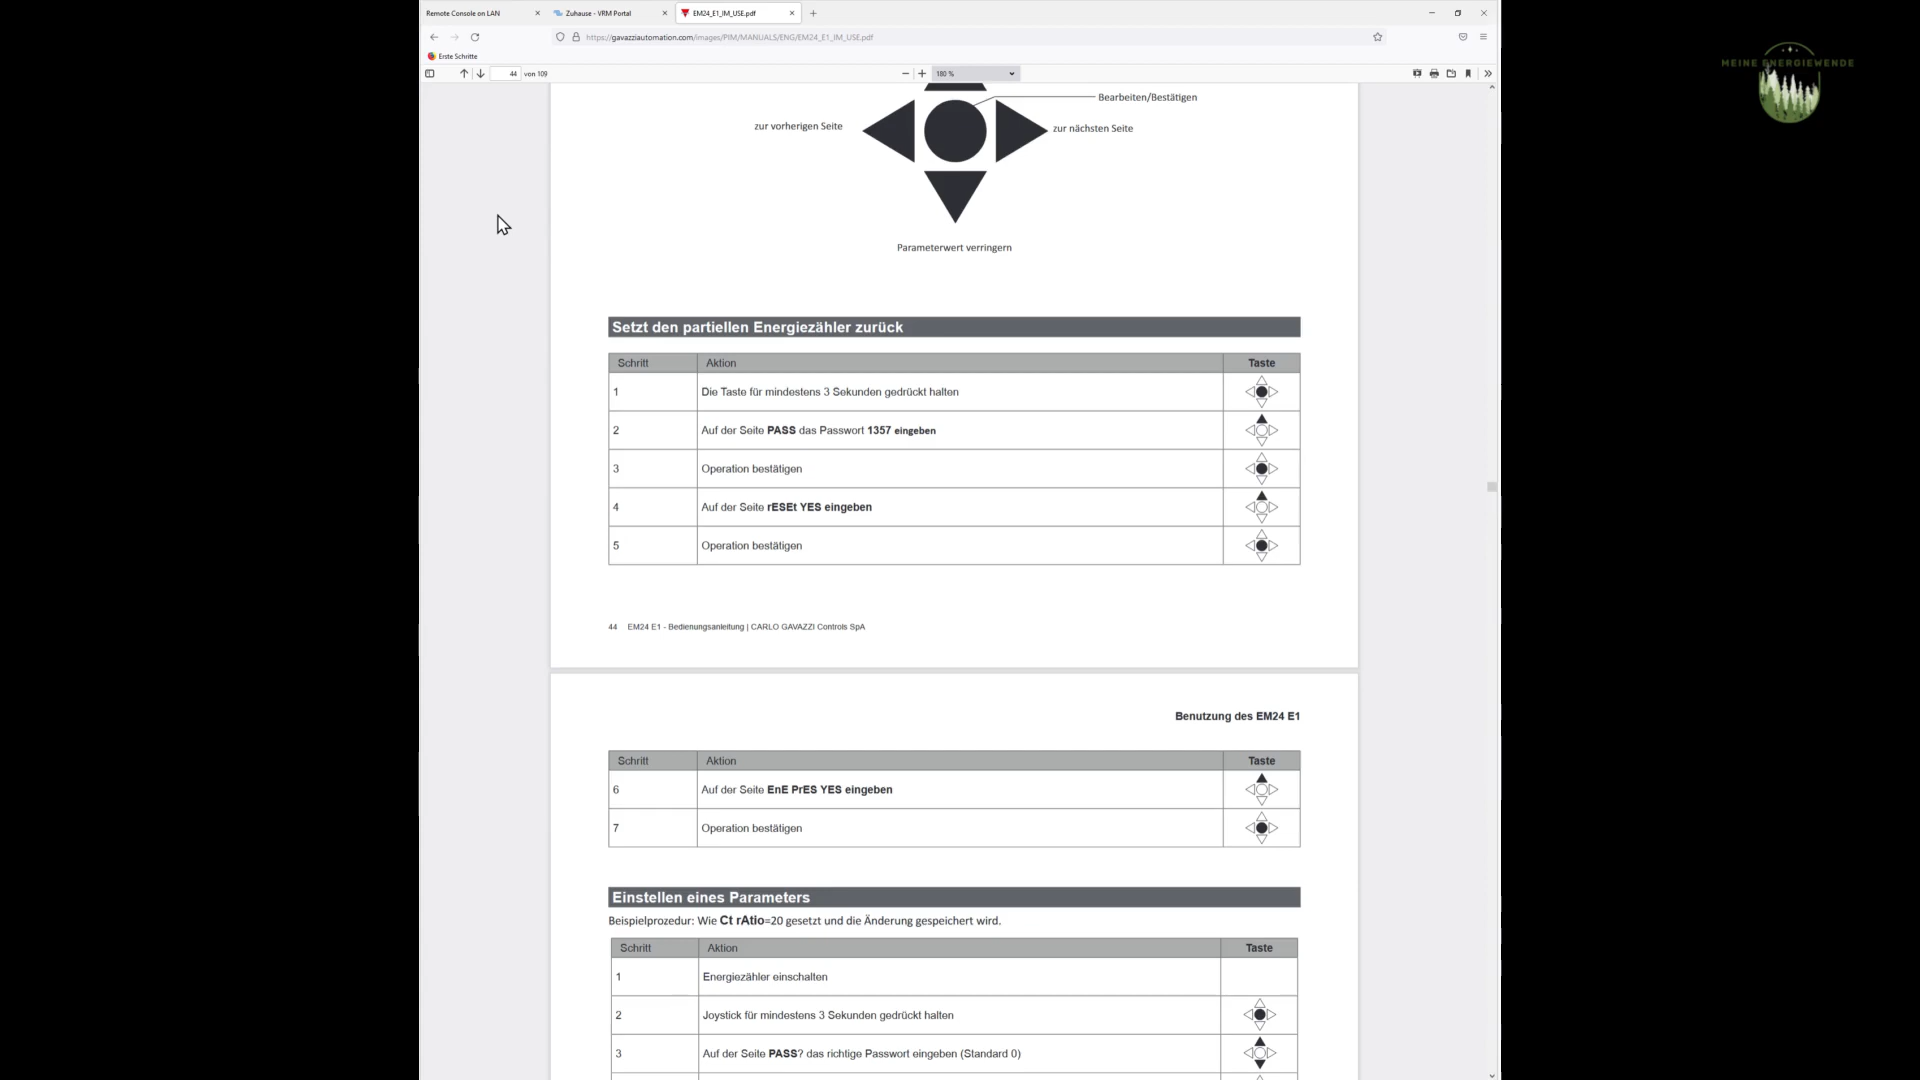 Remote Console on LAN
Zuhause - VRM Portal
EM24_E1_IM_USE.pdf
https://gavazziautomation.com/images/PIM/MANUALS/ENG/EM24_E1_IM_USE.pdf
Erste Schritte
44 von 109
180 %
MEINE ENERGIEWENDE
Bearbeiten/Bestätigen
zur vorherigen Seite
zur nächsten Seite
Parameterwert verringern
Setzt den partiellen Energiezähler zurück
Schritt Aktion Taste
1 Die Taste für mindestens 3 Sekunden gedrückt halten
2 Auf der Seite PASS das Passwort 1357 eingeben
3 Operation bestätigen
4 Auf der Seite rESEt YES eingeben
5 Operation bestätigen
44 EM24 E1 - Bedienungsanleitung | CARLO GAVAZZI Controls SpA
Benutzung des EM24 E1
Schritt Aktion Taste
6 Auf der Seite EnE PrES YES eingeben
7 Operation bestätigen
Einstellen eines Parameters
Beispielprozedur: Wie Ct rAtio=20 gesetzt und die Änderung gespeichert wird.
Schritt Aktion Taste
1 Energiezähler einschalten
2 Joystick für mindestens 3 Sekunden gedrückt halten
3 Auf der Seite PASS? das richtige Passwort eingeben (Standard 0)